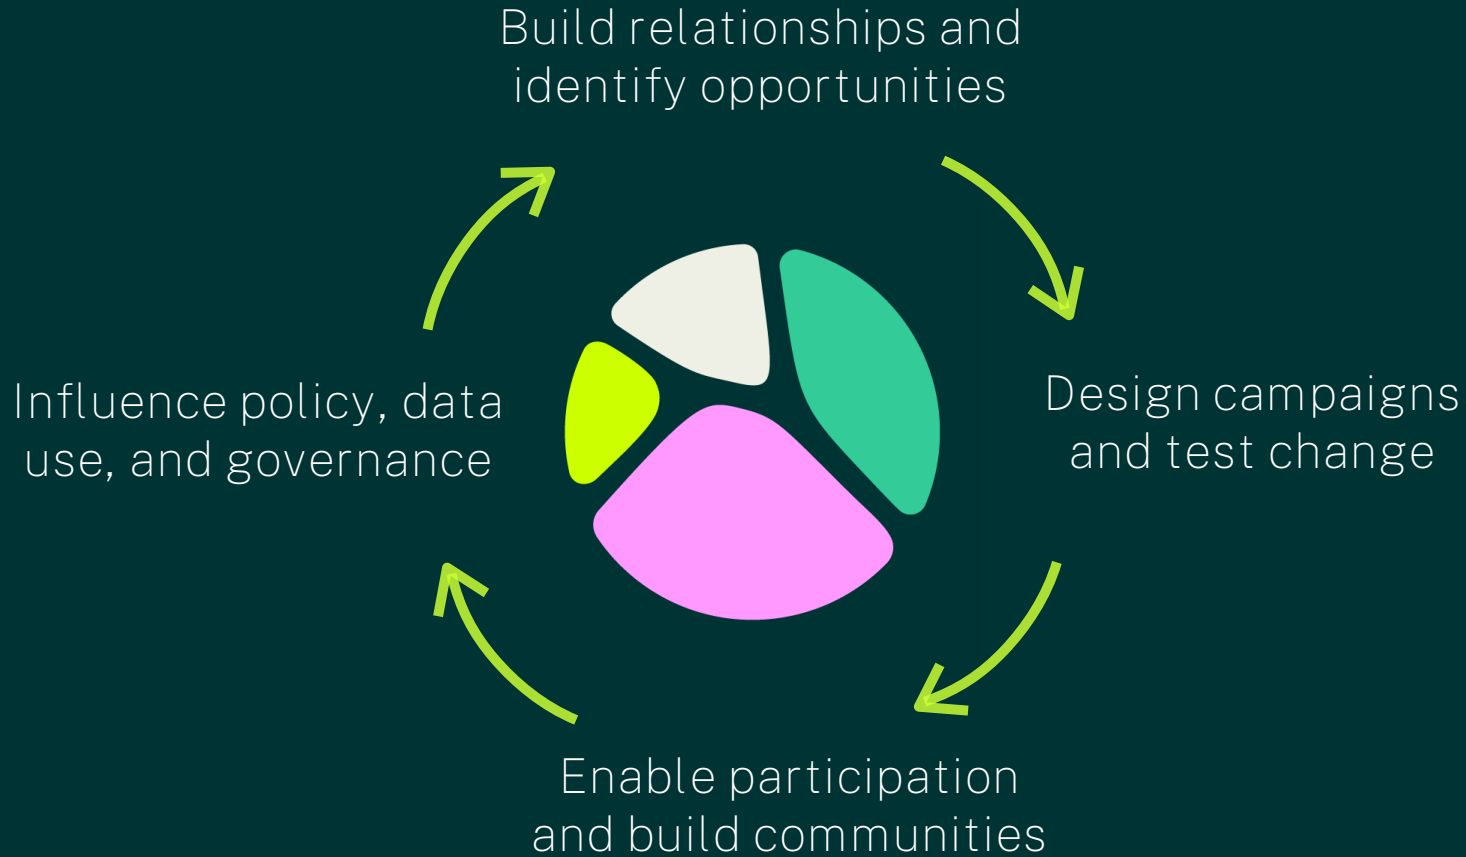 Build relationships and
identify opportunities
Design campaigns
and test change
Enable participation
and build communities
Influence policy, data
use, and governance